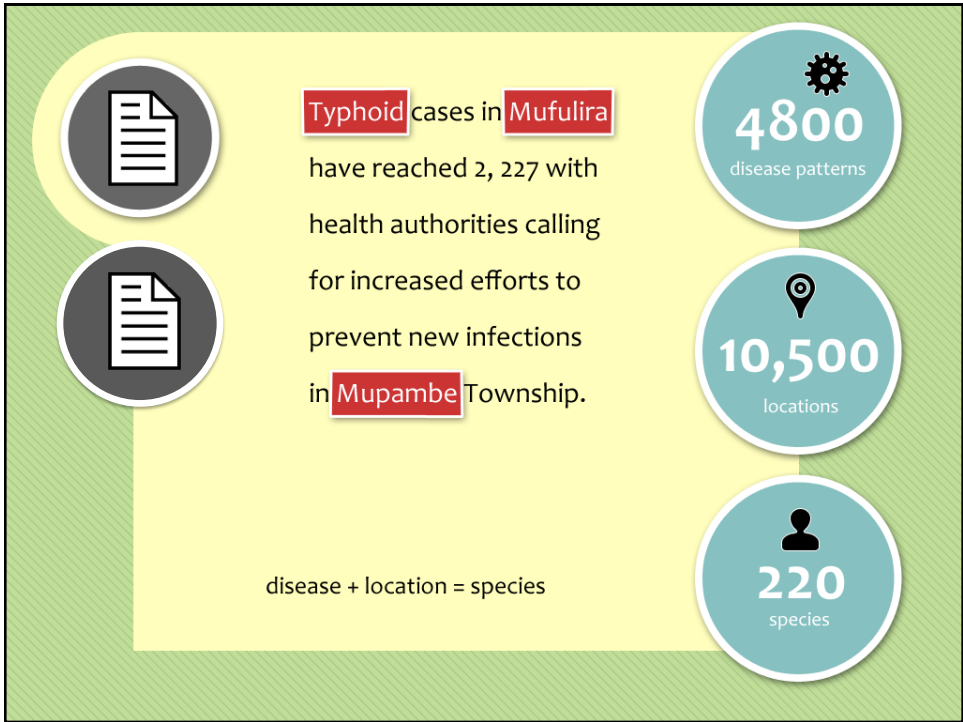 Typhoid cases in Mufulira
have reached 2, 227 with
health authorities calling
for increased efforts to
prevent new infections
in Mupambe Township.
disease + location = species
4800
disease patterns
10,500
locations
220
species